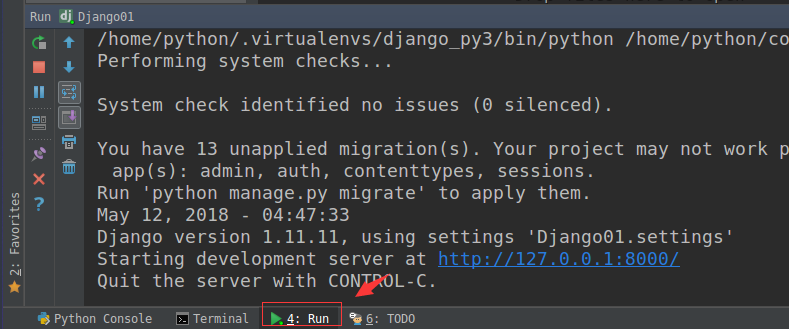 Run Django01
/home/python/.virtualenvs/django_py3/bin/python /home/python/co
Performing system checks...
System check identified no issues (0 silenced).
You have 13 unapplied migration(s). Your project may not work p
app(s): admin, auth, contenttypes, sessions.
Run 'python manage.py migrate' to apply them.
May 12, 2018 - 04:47:33
Django version 1.11.11, using settings 'Django01.settings'
Starting development server at http://127.0.0.1:8000/
Quit the server with CONTROL-C.
2: Favorites
Python Console Terminal 4: Run 6: TODO